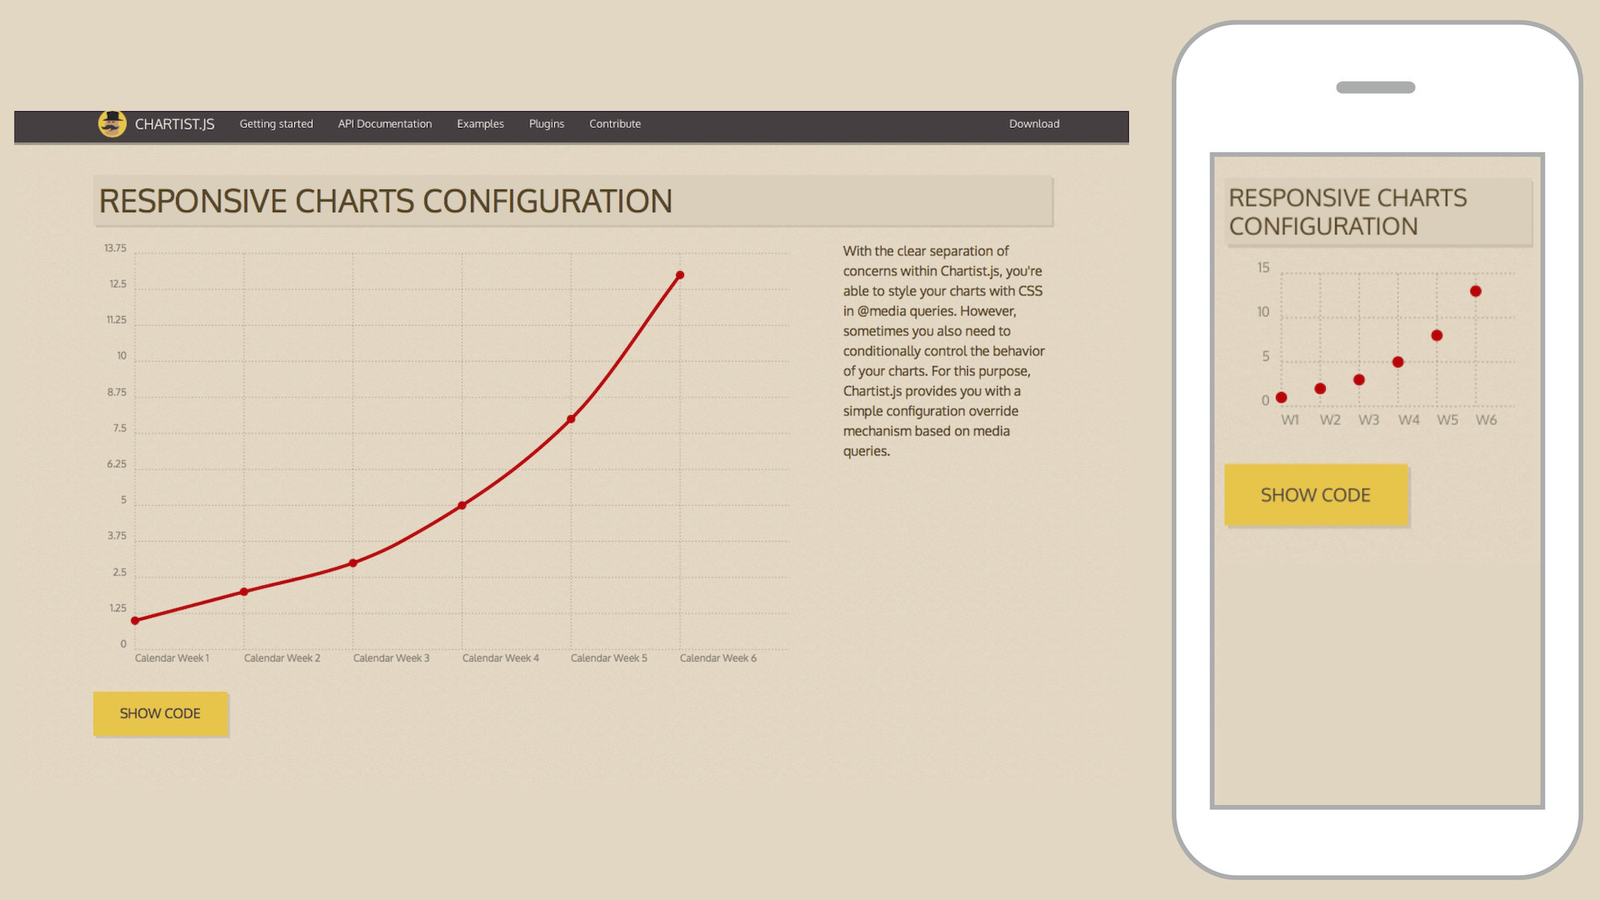 CHARTIST.JS Getting started API Documentation Examples Plugins Contribute Download
RESPONSIVE CHARTS CONFIGURATION
13.75
12.5
11.25
10
8.75
7.5
6.25
5
3.75
2.5
1.25
0
Calendar Week 1 Calendar Week 2 Calendar Week 3 Calendar Week 4 Calendar Week 5 Calendar Week 6
With the clear separation of
concerns within Chartist.js, you're
able to style your charts with CSS
in @media queries. However,
sometimes you also need to
conditionally control the behavior
of your charts. For this purpose,
Chartist.js provides you with a
simple configuration override
mechanism based on media
queries.
SHOW CODE
RESPONSIVE CHARTS
CONFIGURATION
15
10
5
0
W1 W2 W3 W4 W5 W6
SHOW CODE